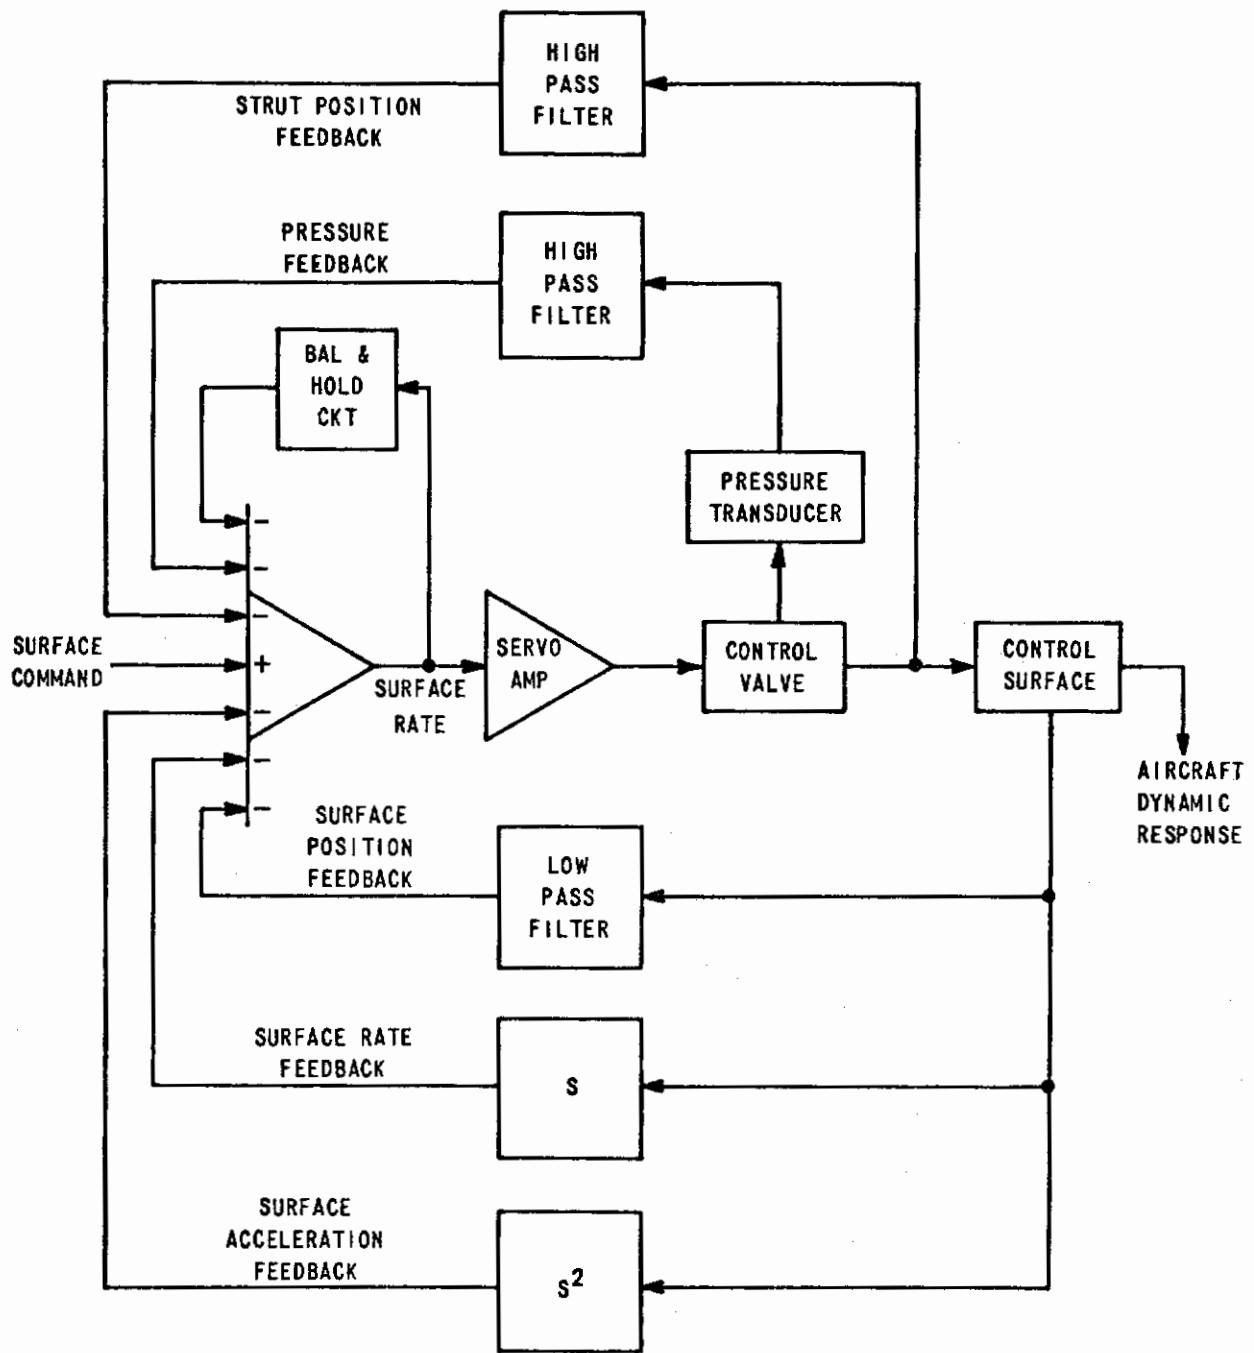 HIGH
PASS
FILTER
STRUT POSITION
FEEDBACK
PRESSURE
FEEDBACK
HIGH
PASS
FILTER
BAL &
HOLD
CKT
PRESSURE
TRANSDUCER
-
-
-
SURFACE
COMMAND
+
-
-
-
SURFACE
RATE
SERVO
AMP
CONTROL
VALVE
CONTROL
SURFACE
AIRCRAFT
DYNAMIC
RESPONSE
SURFACE
POSITION
FEEDBACK
LOW
PASS
FILTER
SURFACE RATE
FEEDBACK
S
SURFACE
ACCELERATION
FEEDBACK
S²